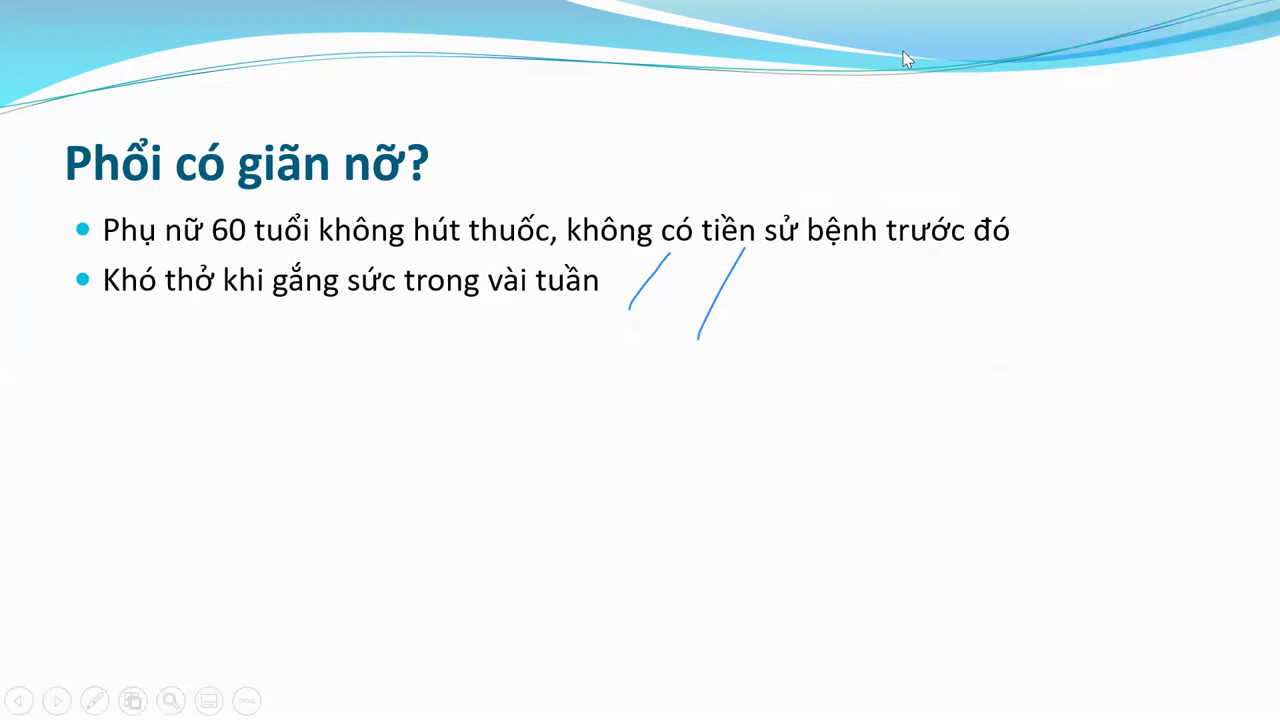 Phổi có giãn nỡ?
Phụ nữ 60 tuổi không hút thuốc, không có tiền sử bệnh trước đó
Khó thở khi gắng sức trong vài tuần